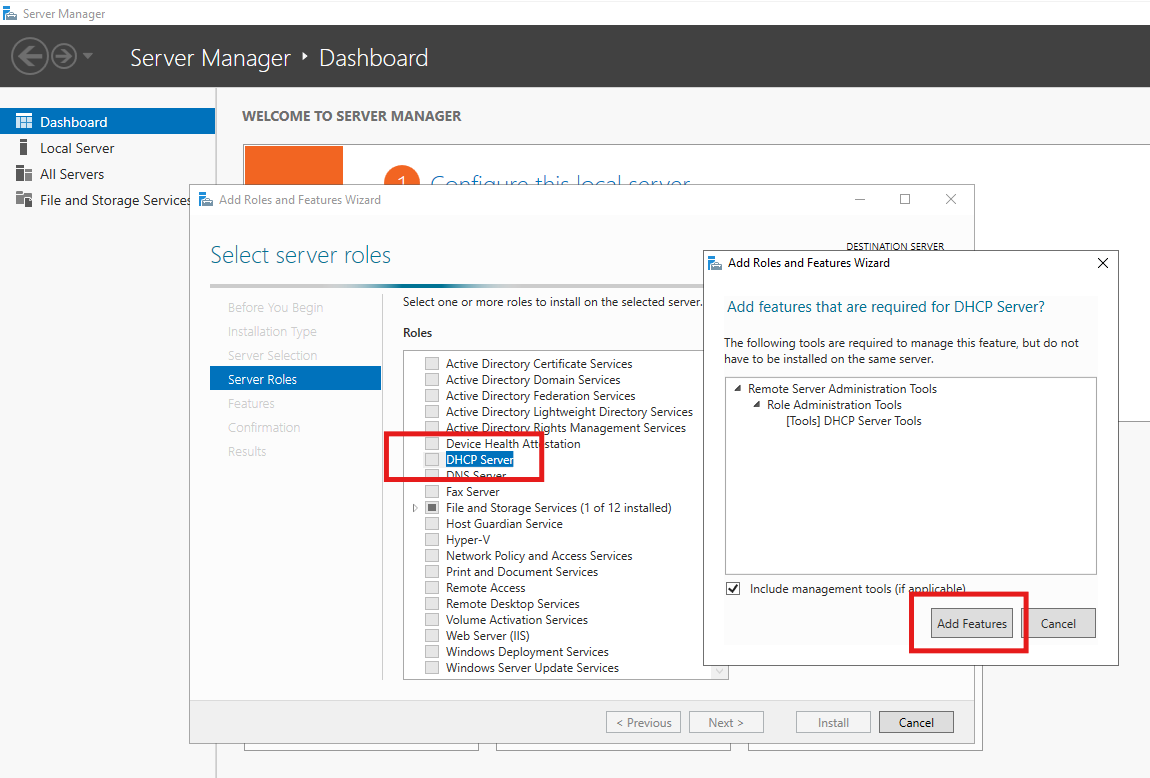 Server Manager
Server Manager ‣ Dashboard
Dashboard
Local Server
All Servers
File and Storage Services
WELCOME TO SERVER MANAGER
1 Configure this local server
Add Roles and Features Wizard
Select server roles
DESTINATION SERVER
Before You Begin
Installation Type
Server Selection
Server Roles
Features
Confirmation
Results
Select one or more roles to install on the selected server.
Roles
Active Directory Certificate Services
Active Directory Domain Services
Active Directory Federation Services
Active Directory Lightweight Directory Services
Active Directory Rights Management Services
Device Health Attestation
DHCP Server
DNS Server
Fax Server
File and Storage Services (1 of 12 installed)
Host Guardian Service
Hyper-V
Network Policy and Access Services
Print and Document Services
Remote Access
Remote Desktop Services
Volume Activation Services
Web Server (IIS)
Windows Deployment Services
Windows Server Update Services
< Previous
Next >
Install
Cancel
Add Roles and Features Wizard
Add features that are required for DHCP Server?
The following tools are required to manage this feature, but do not
have to be installed on the same server.
Remote Server Administration Tools
Role Administration Tools
[Tools] DHCP Server Tools
Include management tools (if applicable)
Add Features
Cancel